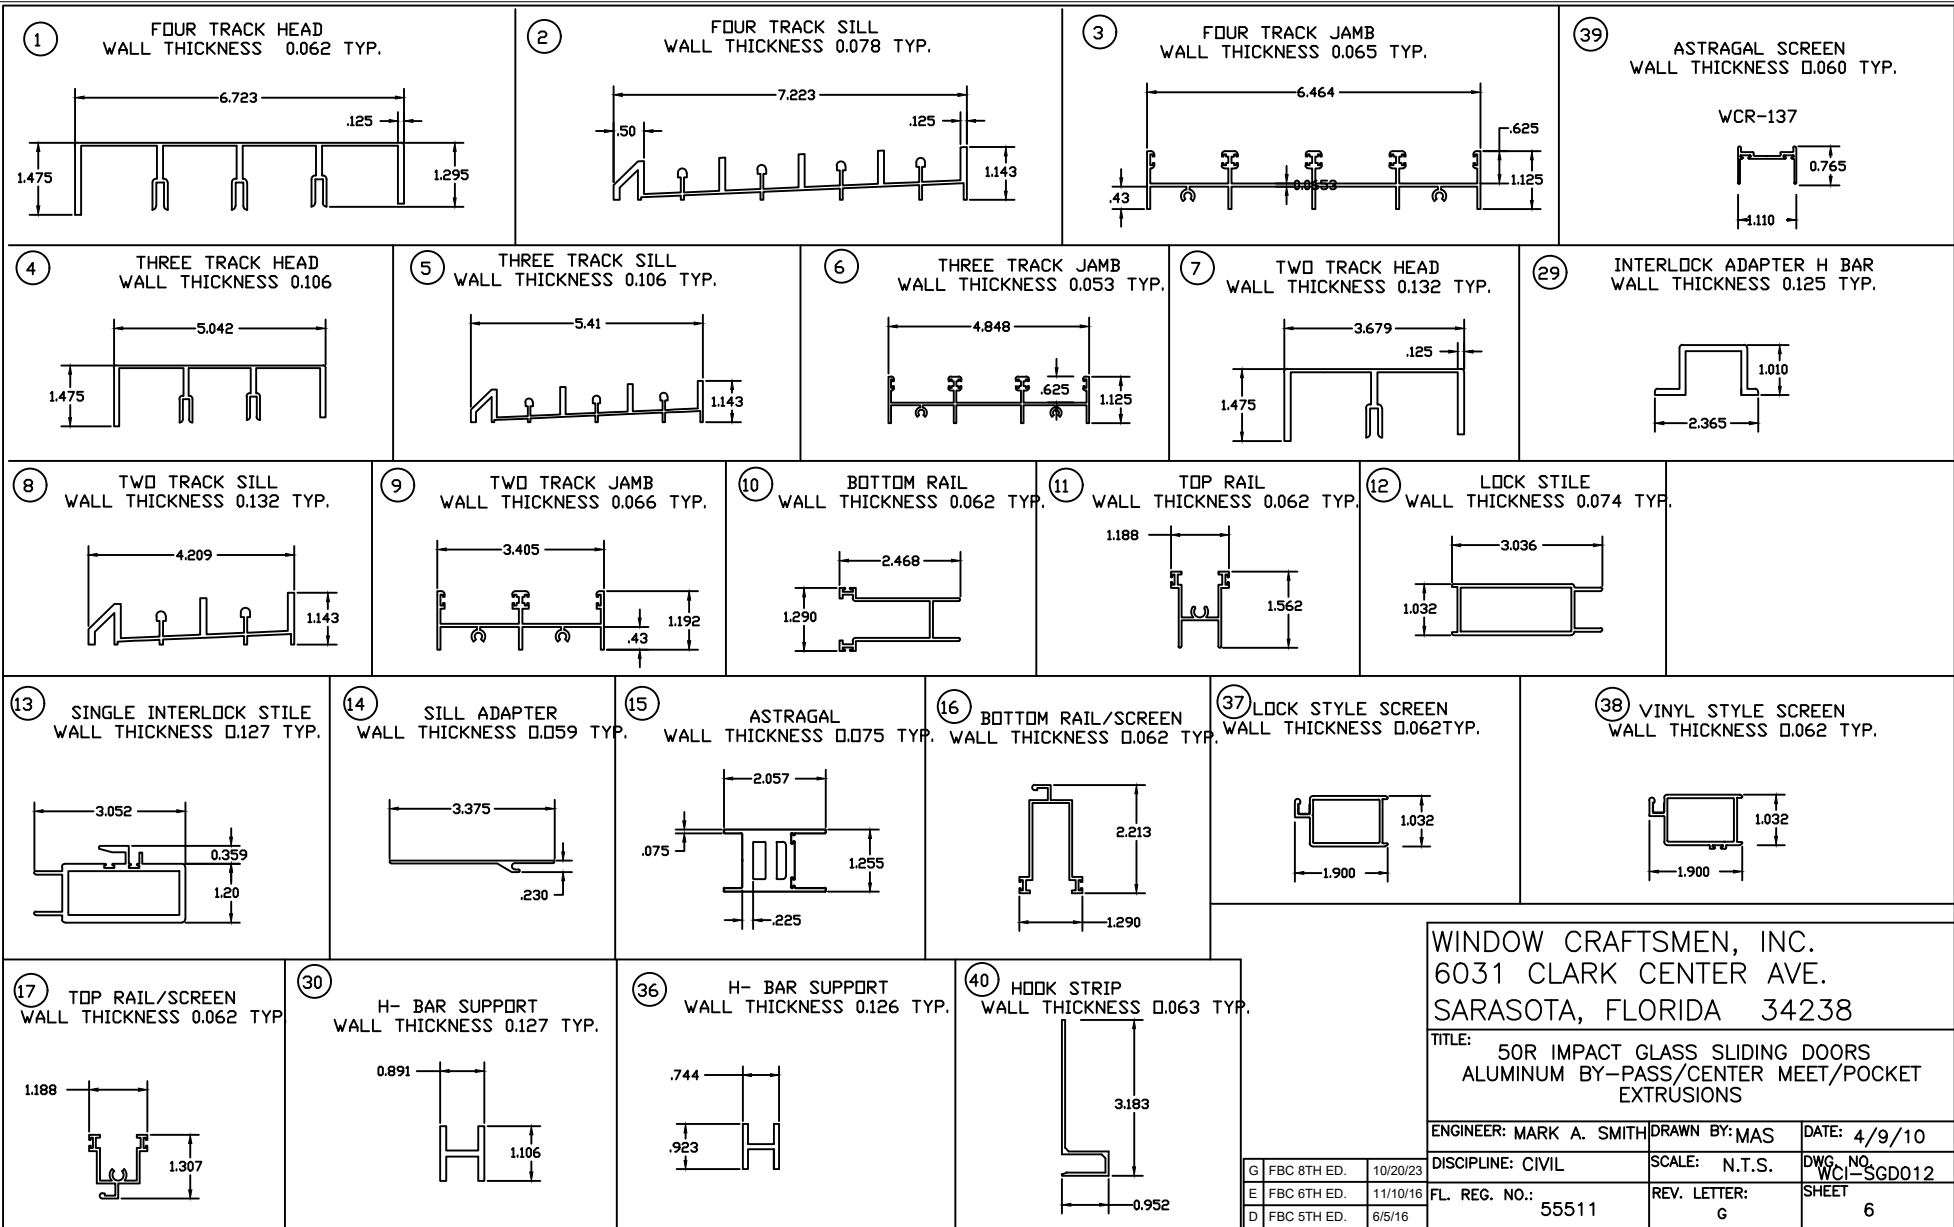 1
FOUR TRACK HEAD
WALL THICKNESS 0.062 TYP.
6.723
.125
1.475
1.295
2
FOUR TRACK SILL
WALL THICKNESS 0.078 TYP.
7.223
.50
.125
1.143
3
FOUR TRACK JAMB
WALL THICKNESS 0.065 TYP.
6.464
.625
0.0653
1.125
.43
39
ASTRAGAL SCREEN
WALL THICKNESS 0.060 TYP.
WCR-137
0.765
1.110
4
THREE TRACK HEAD
WALL THICKNESS 0.106
5.042
1.475
5
THREE TRACK SILL
WALL THICKNESS 0.106 TYP.
5.41
1.143
6
THREE TRACK JAMB
WALL THICKNESS 0.053 TYP.
4.848
.625
1.125
7
TWO TRACK HEAD
WALL THICKNESS 0.132 TYP.
3.679
.125
1.475
29
INTERLOCK ADAPTER H BAR
WALL THICKNESS 0.125 TYP.
1.010
2.365
8
TWO TRACK SILL
WALL THICKNESS 0.132 TYP.
4.209
1.143
9
TWO TRACK JAMB
WALL THICKNESS 0.066 TYP.
3.405
1.192
.43
10
BOTTOM RAIL
WALL THICKNESS 0.062 TYP.
2.468
1.290
11
TOP RAIL
WALL THICKNESS 0.062 TYP.
1.188
1.562
12
LOCK STILE
WALL THICKNESS 0.074 TYP.
3.036
1.032
13
SINGLE INTERLOCK STILE
WALL THICKNESS 0.127 TYP.
3.052
0.359
1.20
14
SILL ADAPTER
WALL THICKNESS 0.059 TYP.
3.375
.230
15
ASTRAGAL
WALL THICKNESS 0.075 TYP.
2.057
.075
1.255
.225
16
BOTTOM RAIL/SCREEN
WALL THICKNESS 0.062 TYP.
2.213
1.290
37
LOCK STYLE SCREEN
WALL THICKNESS 0.062TYP.
1.032
1.900
38
VINYL STYLE SCREEN
WALL THICKNESS 0.062 TYP.
1.032
1.900
17
TOP RAIL/SCREEN
WALL THICKNESS 0.062 TYP
1.188
1.307
30
H- BAR SUPPORT
WALL THICKNESS 0.127 TYP.
0.891
1.106
36
H- BAR SUPPORT
WALL THICKNESS 0.126 TYP.
.744
.923
40
HOOK STRIP
WALL THICKNESS 0.063 TYP.
3.183
0.952
G FBC 8TH ED. 10/20/23
E FBC 6TH ED. 11/10/16
D FBC 5TH ED. 6/5/16
WINDOW CRAFTSMEN, INC.
6031 CLARK CENTER AVE.
SARASOTA, FLORIDA 34238
TITLE:
50R IMPACT GLASS SLIDING DOORS
ALUMINUM BY-PASS/CENTER MEET/POCKET
EXTRUSIONS
ENGINEER: MARK A. SMITH DRAWN BY: MAS DATE: 4/9/10
DISCIPLINE: CIVIL SCALE: N.T.S. DWG. NO. WCI-SGD012
FL. REG. NO.: 55511 REV. LETTER: G SHEET 6